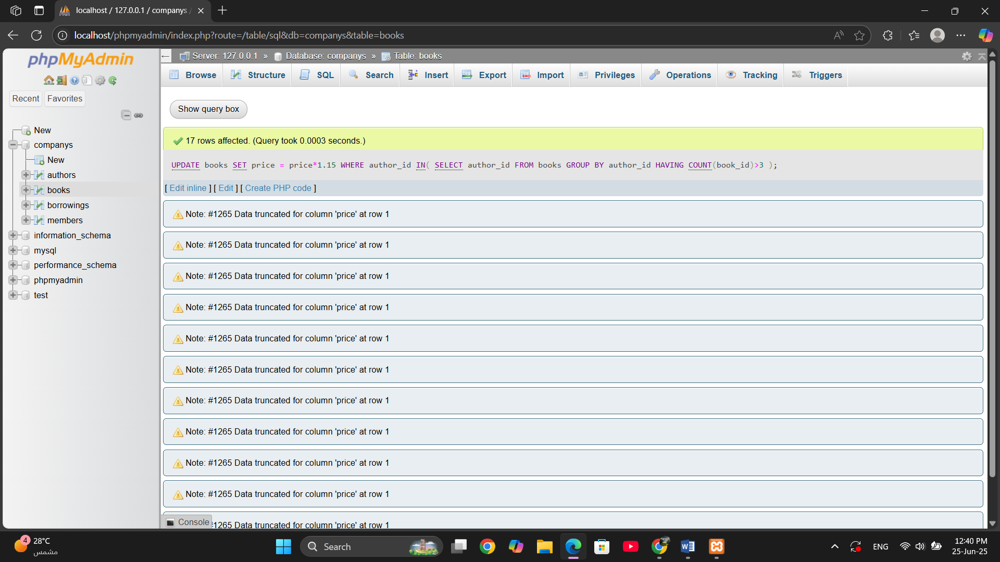 localhost / 127.0.0.1 / companys /
localhost/phpmyadmin/index.php?route=/table/sql&db=companys&table=books
phpMyAdmin
Recent Favorites
New
companys
New
authors
books
borrowings
members
information_schema
mysql
performance_schema
phpmyadmin
test
Server: 127.0.0.1 » Database: companys » Table: books
Browse Structure SQL Search Insert Export Import Privileges Operations Tracking Triggers
Show query box
17 rows affected. (Query took 0.0003 seconds.)
UPDATE books SET price = price*1.15 WHERE author_id IN( SELECT author_id FROM books GROUP BY author_id HAVING COUNT(book_id)>3 );
[ Edit inline ] [ Edit ] [ Create PHP code ]
Note: #1265 Data truncated for column 'price' at row 1
Note: #1265 Data truncated for column 'price' at row 1
Note: #1265 Data truncated for column 'price' at row 1
Note: #1265 Data truncated for column 'price' at row 1
Note: #1265 Data truncated for column 'price' at row 1
Note: #1265 Data truncated for column 'price' at row 1
Note: #1265 Data truncated for column 'price' at row 1
Note: #1265 Data truncated for column 'price' at row 1
Note: #1265 Data truncated for column 'price' at row 1
Note: #1265 Data truncated for column 'price' at row 1
Console #1265 Data truncated for column 'price' at row 1
4
28°C
مشمس
Search
ENG
12:40 PM
25-Jun-25